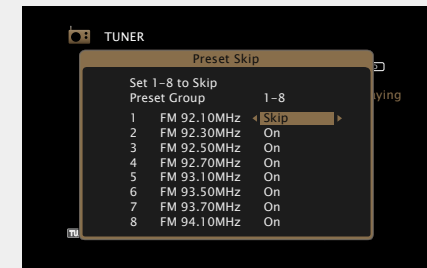 TUNER
Preset Skip
Set 1-8 to Skip
Preset Group 1-8
1 FM 92.10MHz Skip
2 FM 92.30MHz On
3 FM 92.50MHz On
4 FM 92.70MHz On
5 FM 93.10MHz On
6 FM 93.50MHz On
7 FM 93.70MHz On
8 FM 94.10MHz On